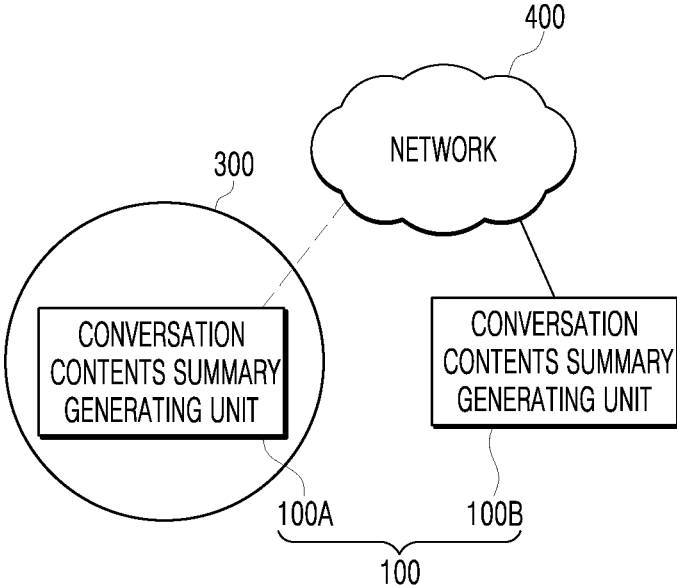 400
NETWORK
300
CONVERSATION
CONTENTS SUMMARY
GENERATING UNIT
CONVERSATION
CONTENTS SUMMARY
GENERATING UNIT
100A
100B
100